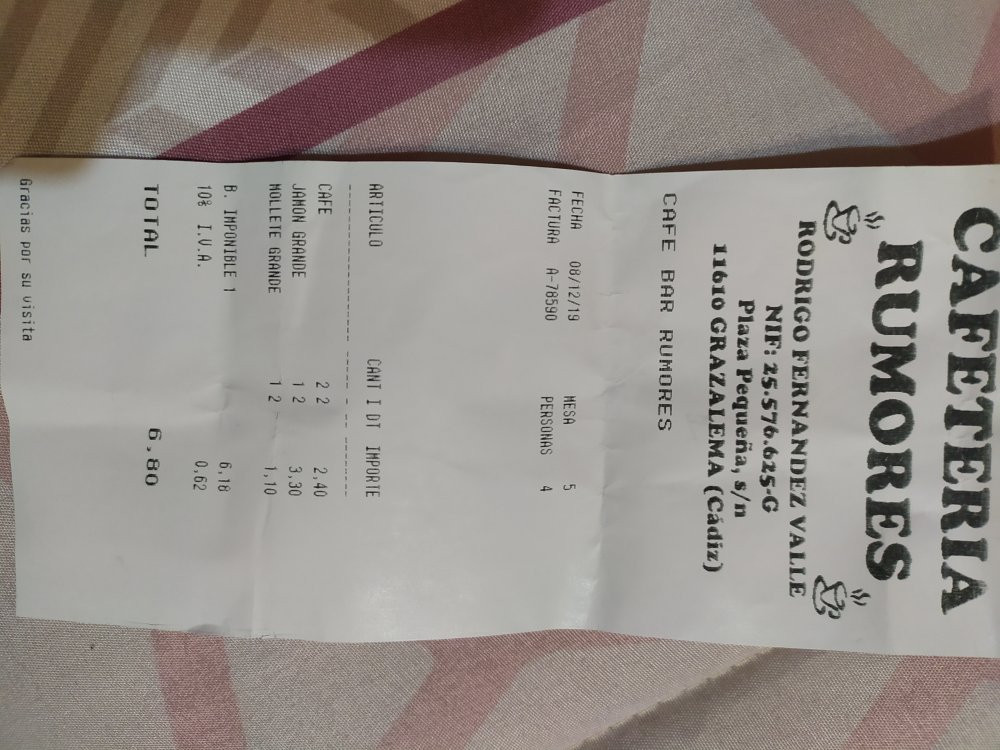 CAFETERIA
RUMORES
RODRIGO FERNANDEZ VALLE
NIF: 25.576.625-G
Plaza Pequeña, s/n
11610 GRAZALEMA (Cádiz)
CAFE BAR RUMORES
FECHA 08/12/19 MESA 5
FACTURA A-78590 PERSONAS 4
ARTICULO CANT I DT IMPORTE
CAFE 2 2 2,40
JAMON GRANDE 1 2 3,30
MOLLETE GRANDE 1 2 1,10
B. IMPONIBLE 1 6,18
10% I.V.A. 0,62
TOTAL 6,80
Gracias por su visita